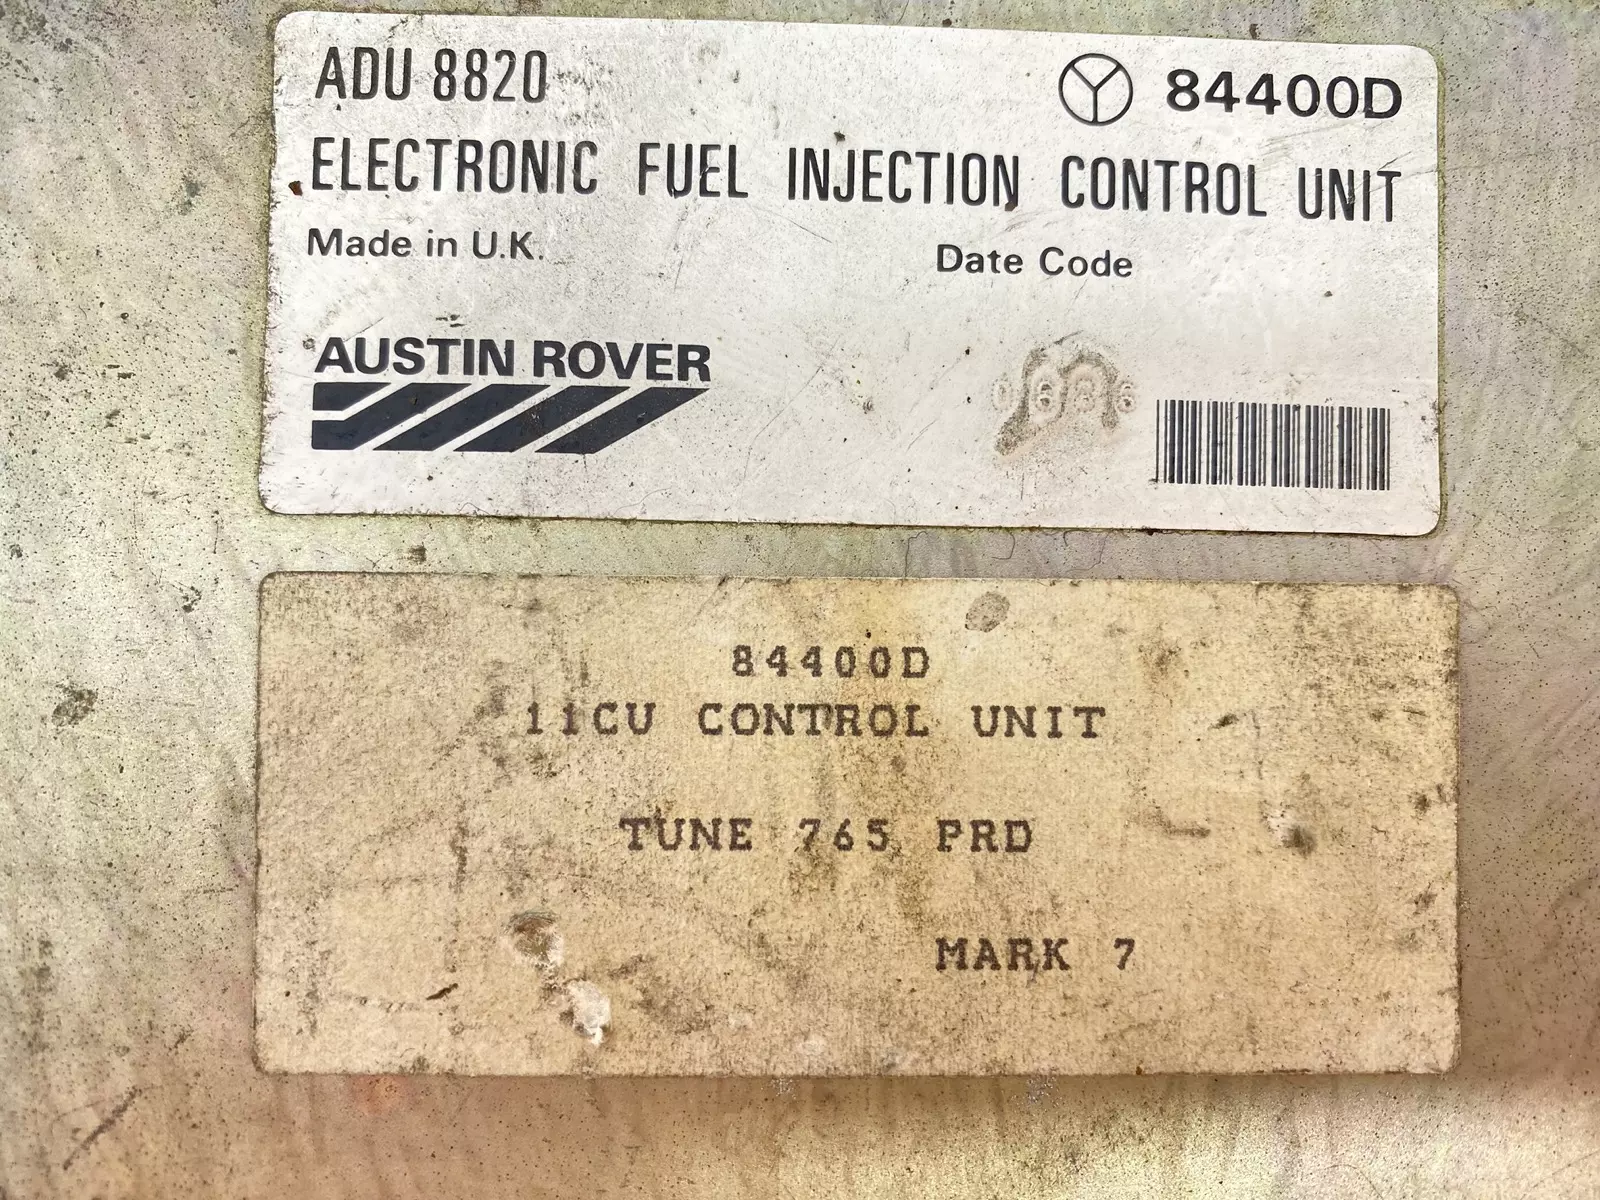 ADU 8820
84400D
ELECTRONIC FUEL INJECTION CONTROL UNIT
Made in U.K.
Date Code
AUSTIN ROVER
84400D
11CU CONTROL UNIT
TUNE 765 PRD
MARK 7